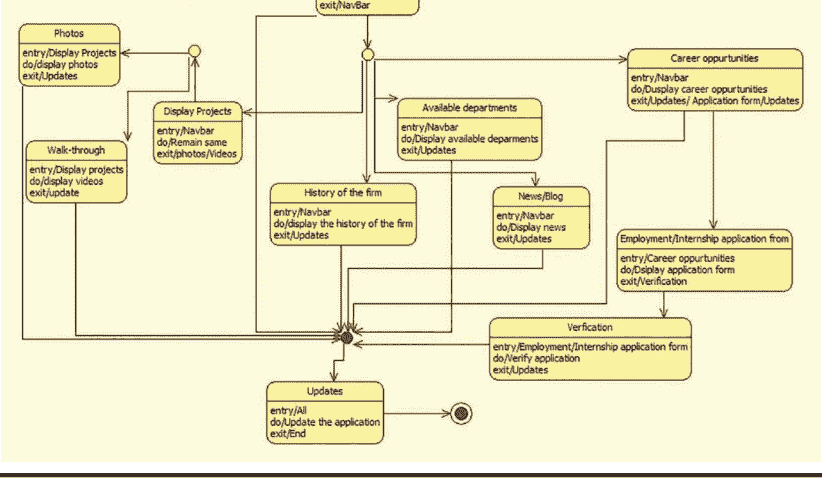 exit/NavBar
Photos
entry/Display Projects
do/display photos
exit/Updates
Career oppurtunities
entry/Navbar
do/Dusplay career oppurtunities
exit/Updates/ Application form/Updates
Display Projects
entry/Navbar
do/Remain same
exit/photos/Videos
Available departments
entry/Navbar
do/Display available deparments
exit/Updates
Walk-through
entry/Display projects
do/display videos
exit/update
History of the firm
entry/Navbar
do/display the history of the firm
exit/Updates
News/Blog
entry/Navbar
do/Display news
exit/Updates
Employment/Internship application from
entry/Career oppurtunities
do/Dsiplay application form
exit/Verification
Verfication
entry/Employment/Internship application form
do/Verify application
exit/Updates
Updates
entry/All
do/Update the application
exit/End